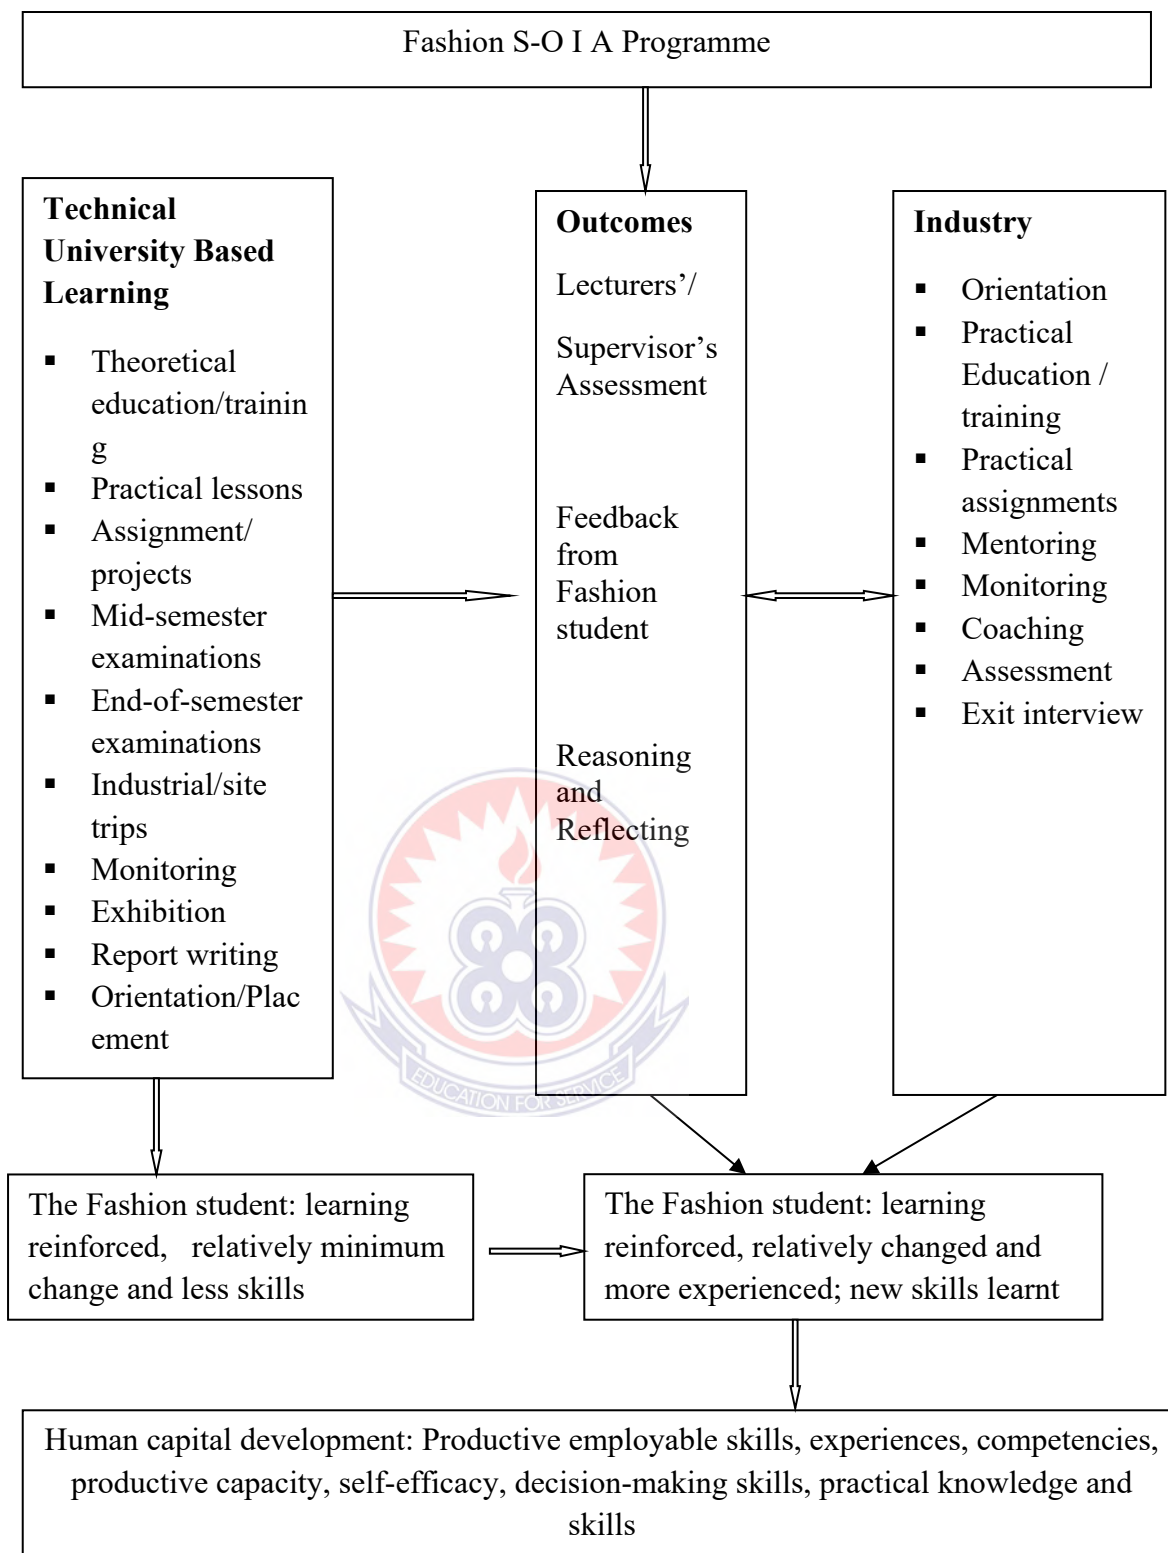 Fashion S-O I A Programme
Technical
University Based
Learning
▪ Theoretical
education/trainin
g
▪ Practical lessons
▪ Assignment/
projects
▪ Mid-semester
examinations
▪ End-of-semester
examinations
▪ Industrial/site
trips
▪ Monitoring
▪ Exhibition
▪ Report writing
▪ Orientation/Plac
ement
Outcomes
Lecturers’/
Supervisor’s
Assessment
Feedback
from
Fashion
student
Reasoning
and
Reflecting
Industry
▪ Orientation
▪ Practical
Education /
training
▪ Practical
assignments
▪ Mentoring
▪ Monitoring
▪ Coaching
▪ Assessment
▪ Exit interview
EDUCATION FOR SERVICE
The Fashion student: learning
reinforced, relatively minimum
change and less skills
The Fashion student: learning
reinforced, relatively changed and
more experienced; new skills learnt
Human capital development: Productive employable skills, experiences, competencies,
productive capacity, self-efficacy, decision-making skills, practical knowledge and
skills